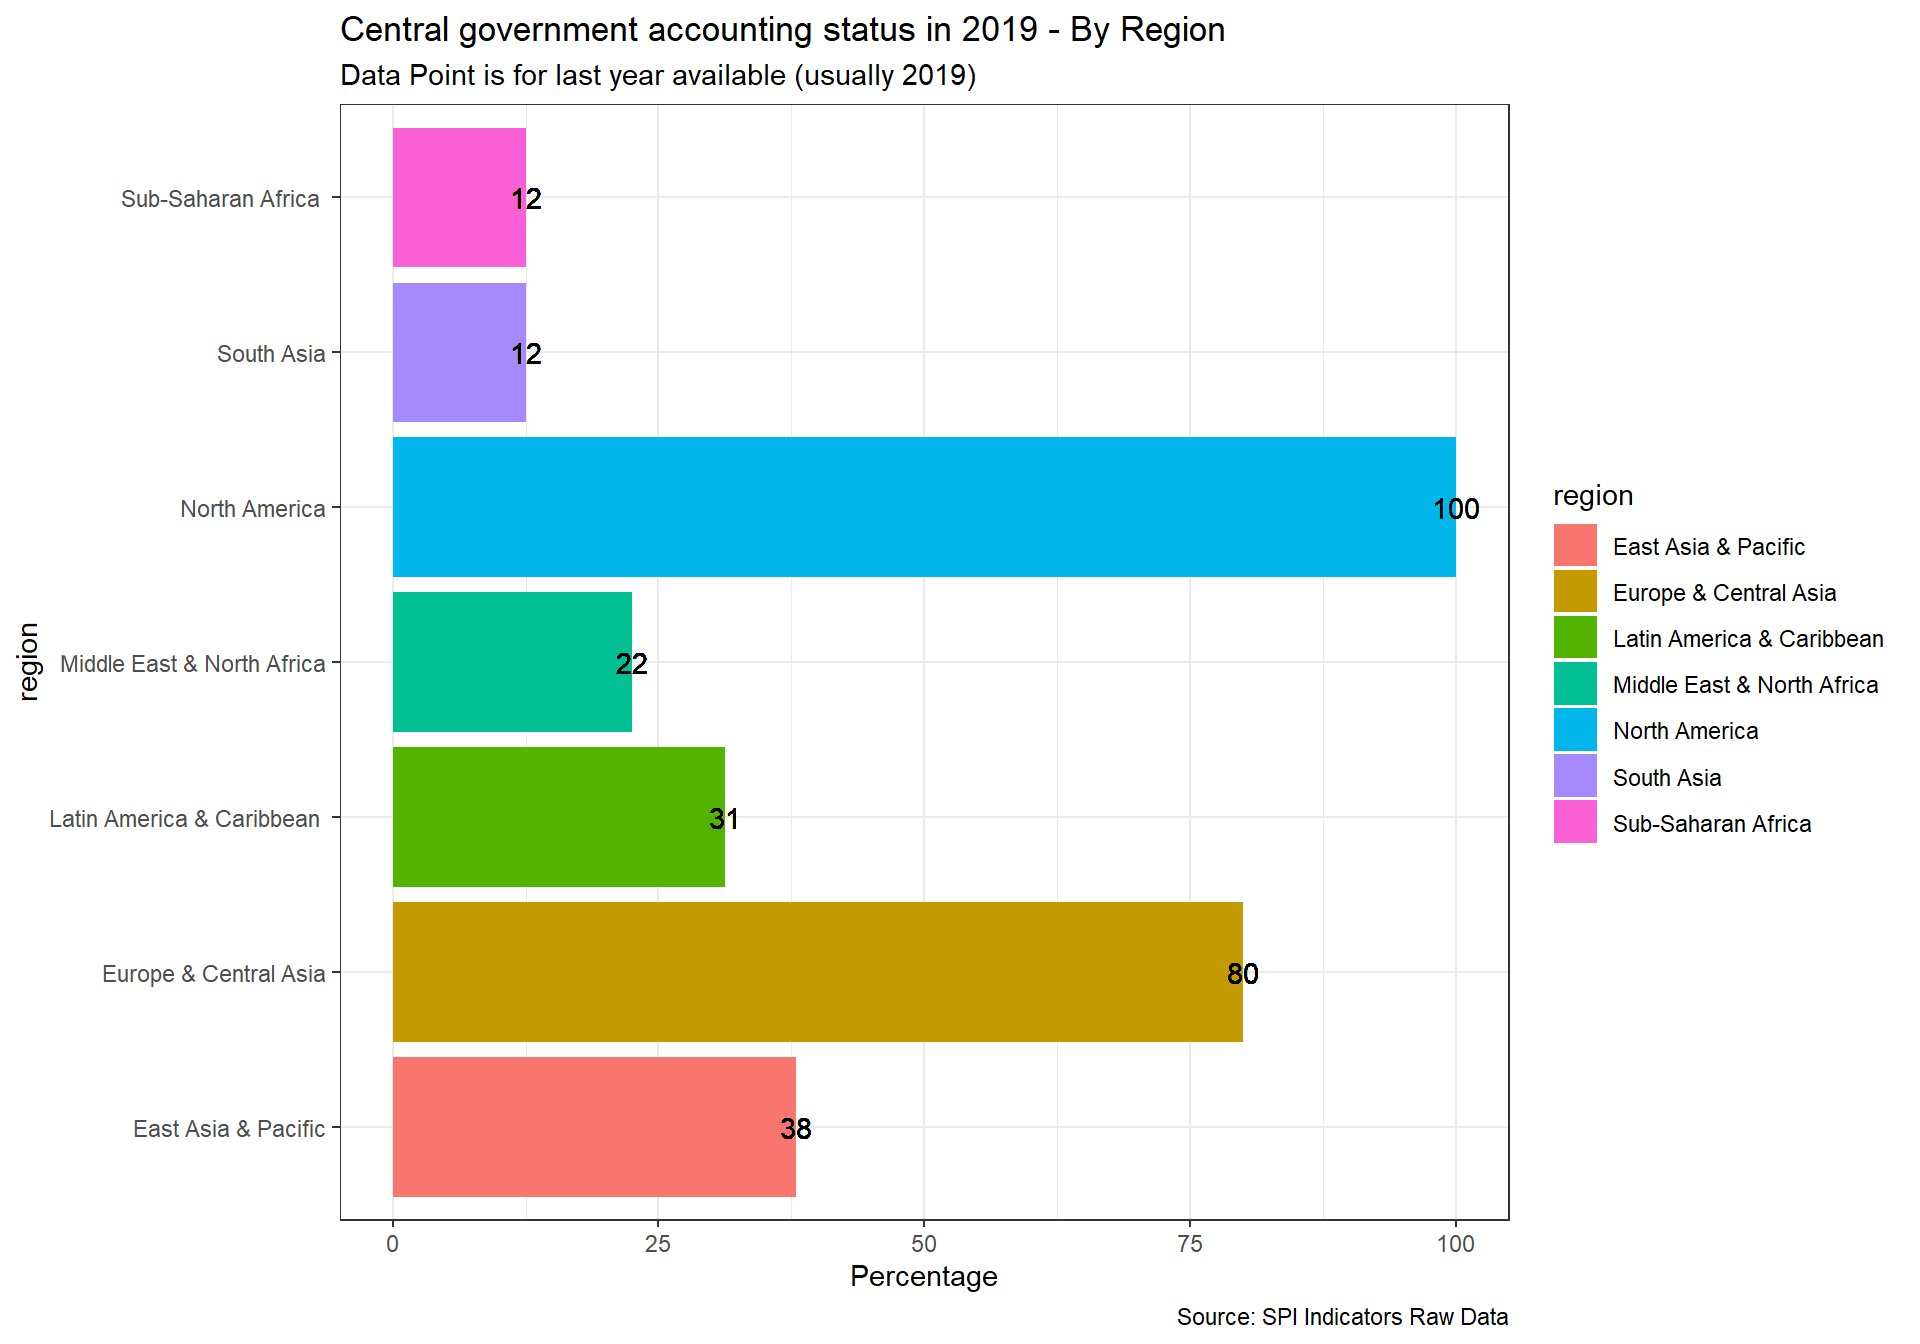 Central government accounting status in 2019 - By Region
Data Point is for last year available (usually 2019)
region
Sub-Saharan Africa
12
South Asia
12
North America
100
Middle East & North Africa
22
Latin America & Caribbean
31
Europe & Central Asia
80
East Asia & Pacific
38
0 25 50 75 100
Percentage
region
East Asia & Pacific
Europe & Central Asia
Latin America & Caribbean
Middle East & North Africa
North America
South Asia
Sub-Saharan Africa
Source: SPI Indicators Raw Data